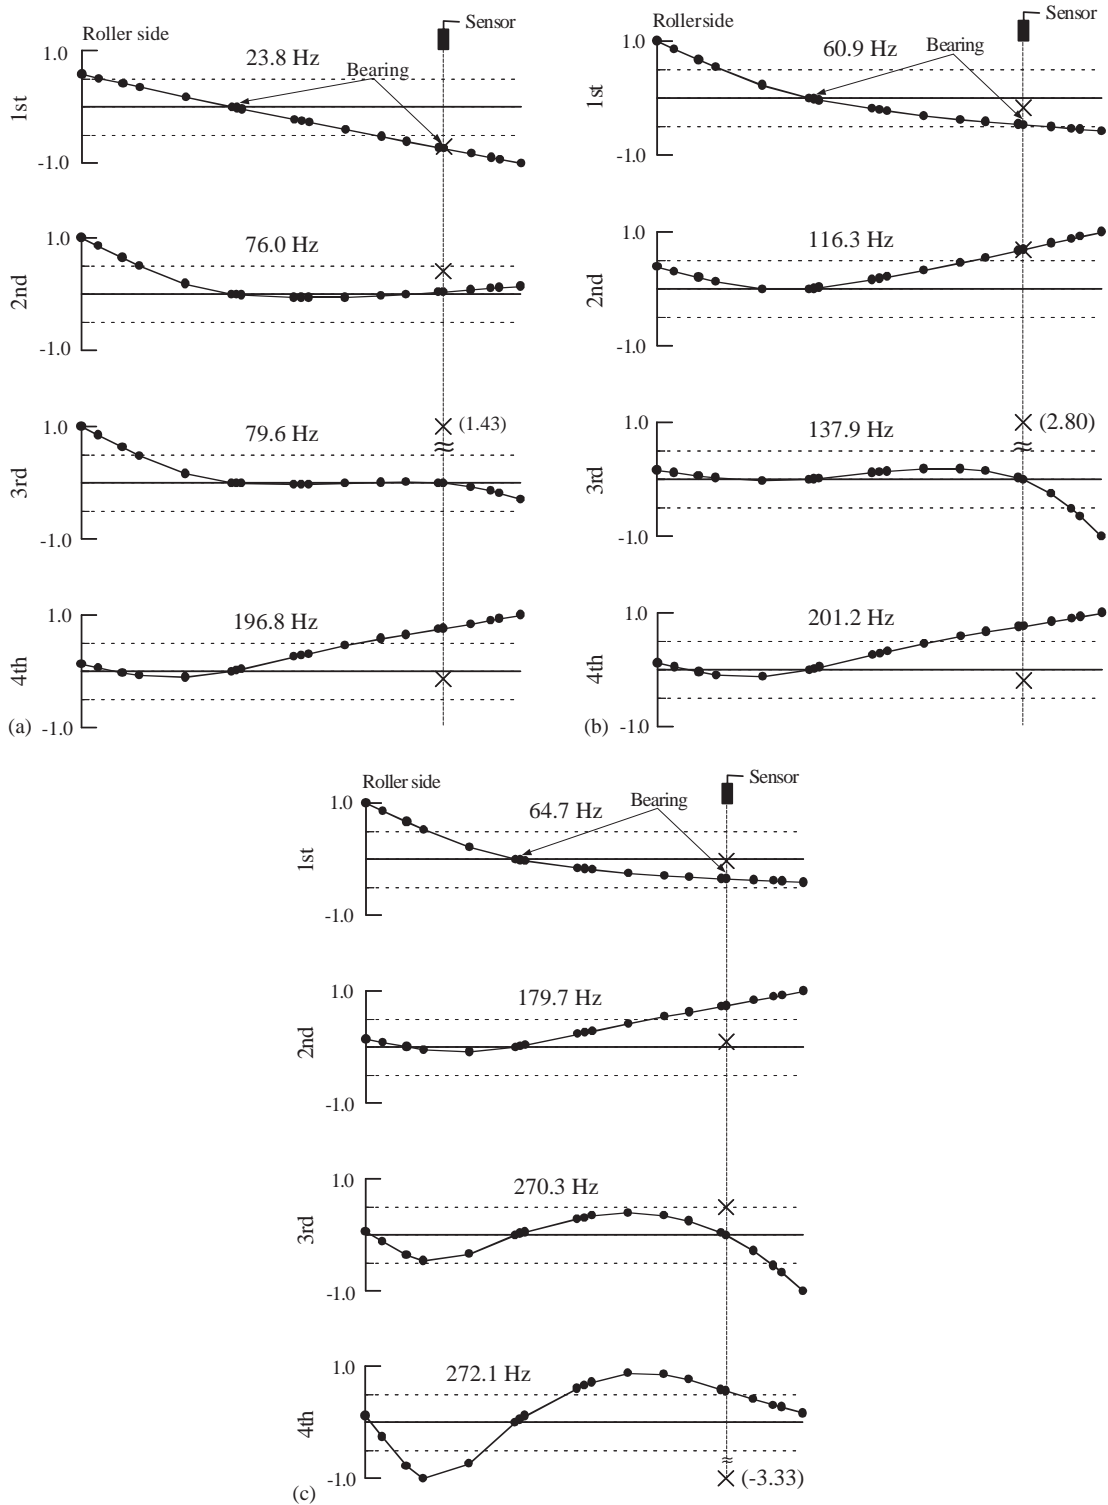 Roller side
Sensor
1.0
23.8 Hz
Bearing
1st
-1.0
1.0
76.0 Hz
2nd
-1.0
1.0
(1.43)
79.6 Hz
3rd
-1.0
1.0
196.8 Hz
4th
(a)
-1.0
Rollerside
Sensor
1.0
60.9 Hz
Bearing
1st
-1.0
1.0
116.3 Hz
2nd
-1.0
1.0
(2.80)
137.9 Hz
3rd
-1.0
1.0
201.2 Hz
4th
(b)
-1.0
Roller side
Sensor
1.0
64.7 Hz
Bearing
1st
-1.0
1.0
179.7 Hz
2nd
-1.0
1.0
270.3 Hz
3rd
-1.0
1.0
272.1 Hz
4th
-1.0
(-3.33)
(c)